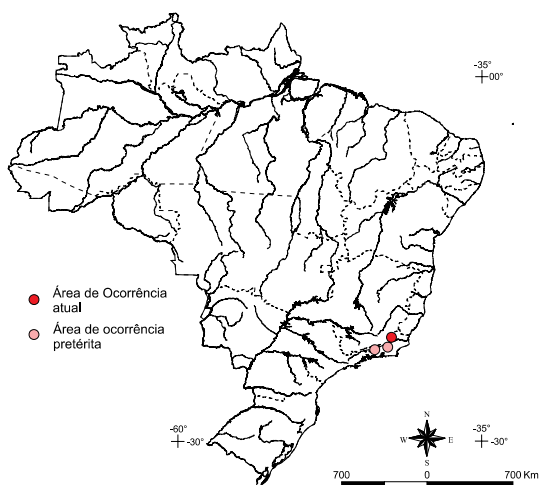 -35°
00°
Área de Ocorrência
atual
Área de ocorrência
pretérita
-60°
-30°
N
W E
S
-35°
-30°
700 0 700 Km